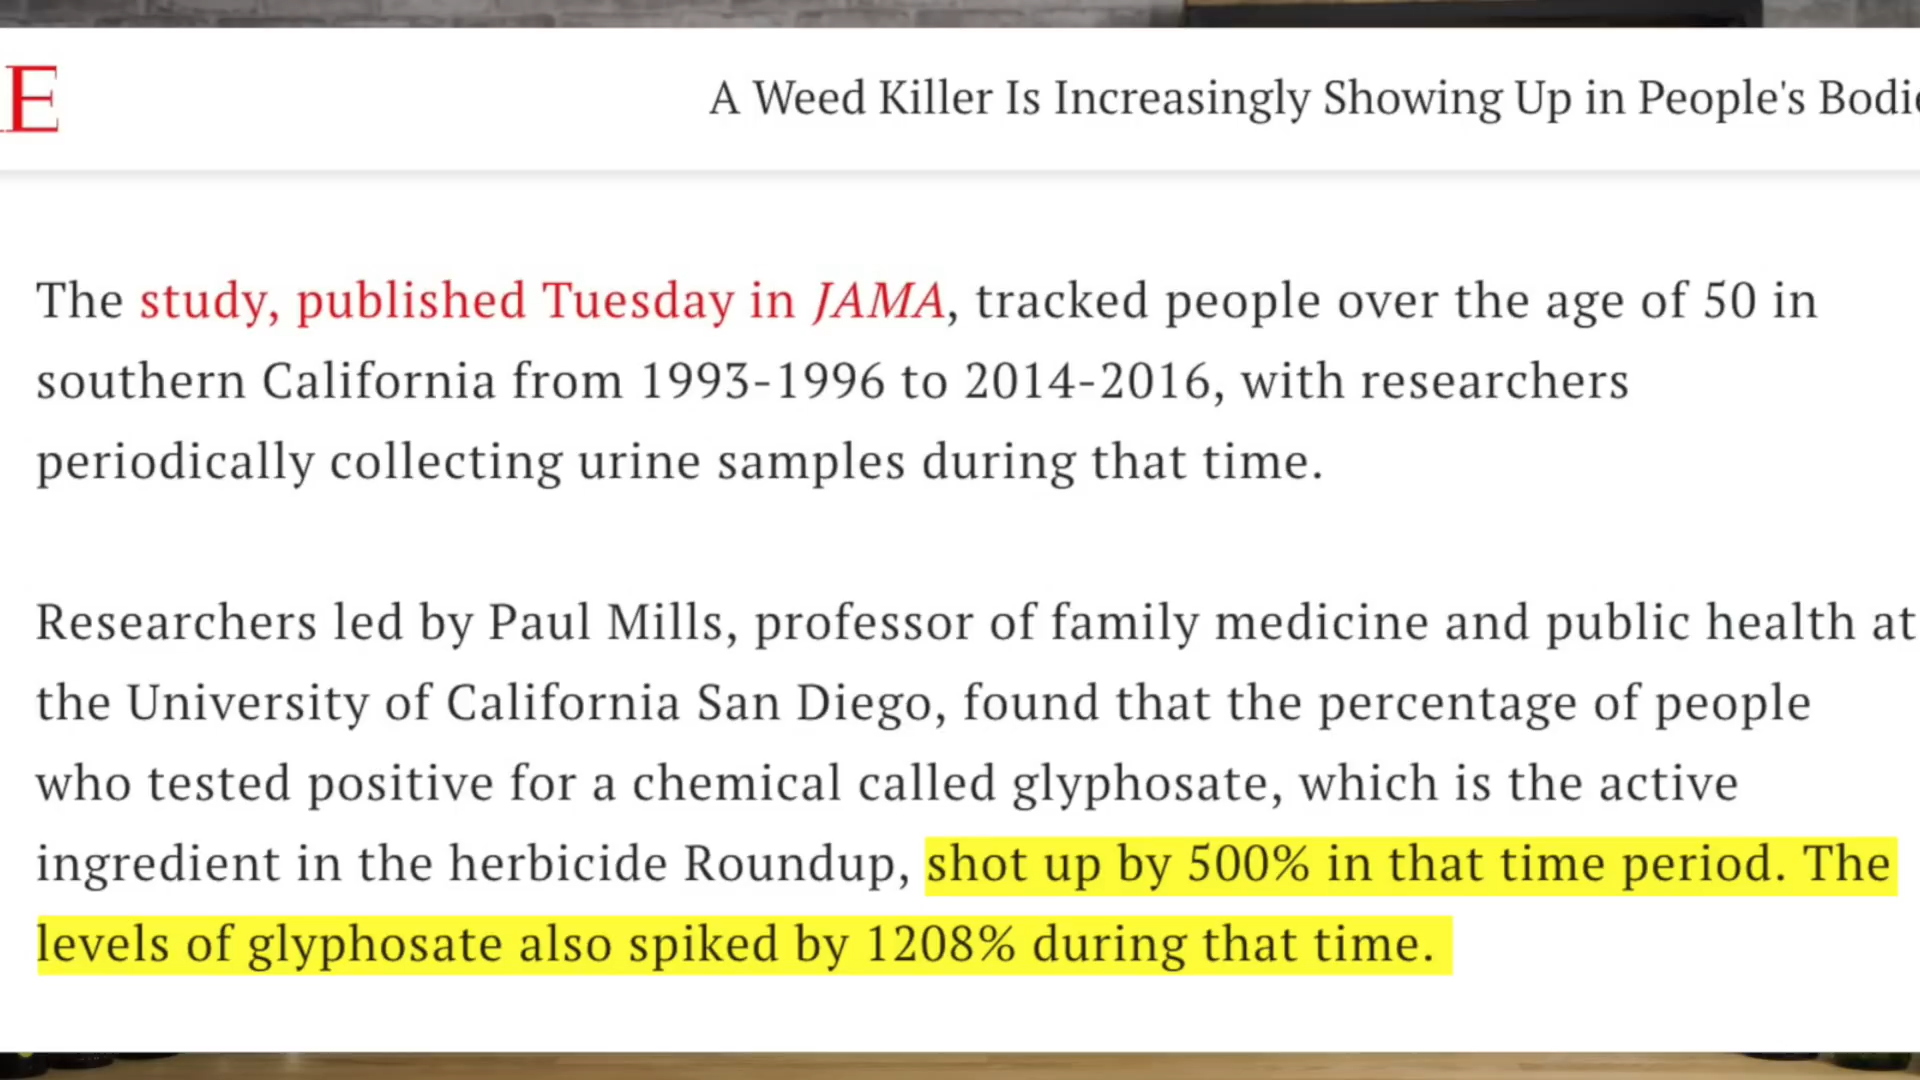 E
A Weed Killer Is Increasingly Showing Up in People's Bodie
The study, published Tuesday in JAMA, tracked people over the age of 50 in
southern California from 1993-1996 to 2014-2016, with researchers
periodically collecting urine samples during that time.
Researchers led by Paul Mills, professor of family medicine and public health at
the University of California San Diego, found that the percentage of people
who tested positive for a chemical called glyphosate, which is the active
ingredient in the herbicide Roundup, shot up by 500% in that time period. The
levels of glyphosate also spiked by 1208% during that time.